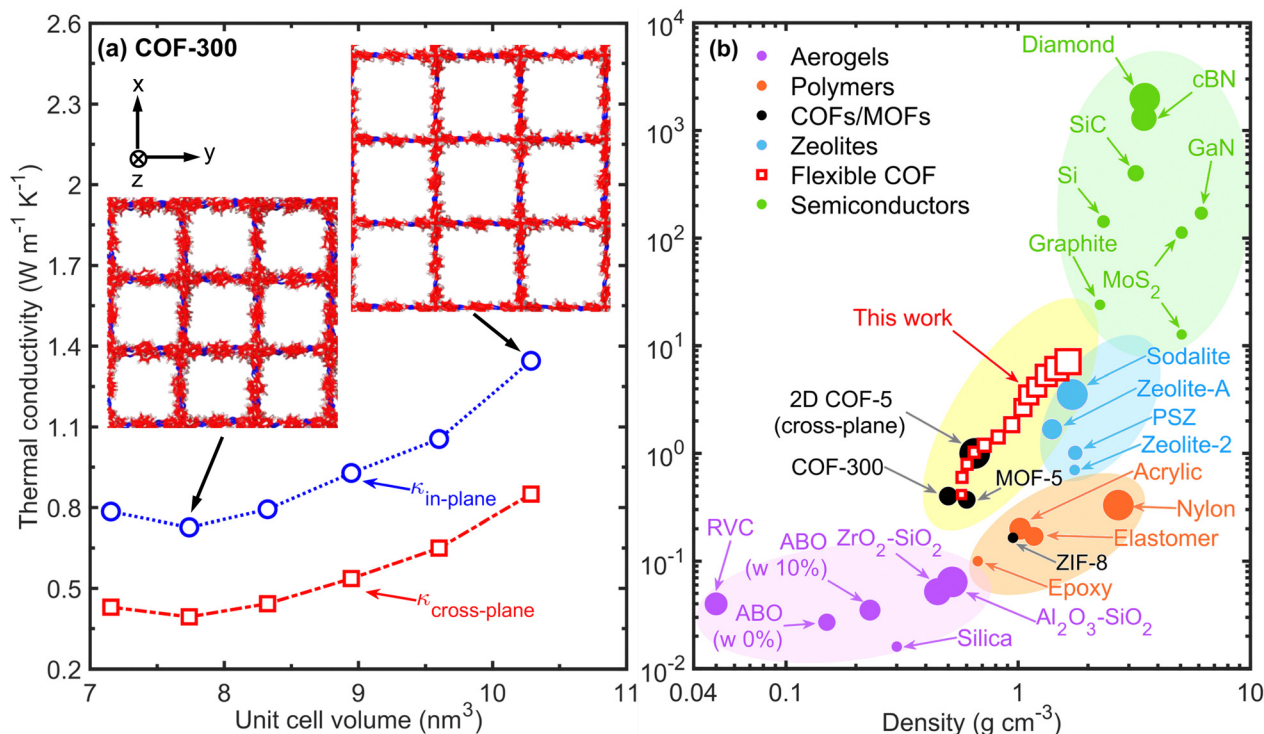 (a) COF-300
x
y
z
Thermal conductivity (W m⁻¹ K⁻¹)
2.6
2.3
2
1.7
1.4
1.1
0.8
0.5
0.2
κin-plane
κcross-plane
7
8
9
10
11
Unit cell volume (nm³)
(b)
Aerogels
Polymers
COFs/MOFs
Zeolites
Flexible COF
Semiconductors
Diamond
cBN
SiC
GaN
Si
Graphite
MoS₂
This work
2D COF-5
(cross-plane)
COF-300
MOF-5
Sodalite
Zeolite-A
PSZ
Zeolite-2
Acrylic
Nylon
Elastomer
ZIF-8
Epoxy
RVC
ABO
(w 10%)
ZrO₂-SiO₂
ABO
(w 0%)
Silica
Al₂O₃-SiO₂
10⁴
10³
10²
10¹
10⁰
10⁻¹
10⁻²
0.04
0.1
1
10
Density (g cm⁻³)